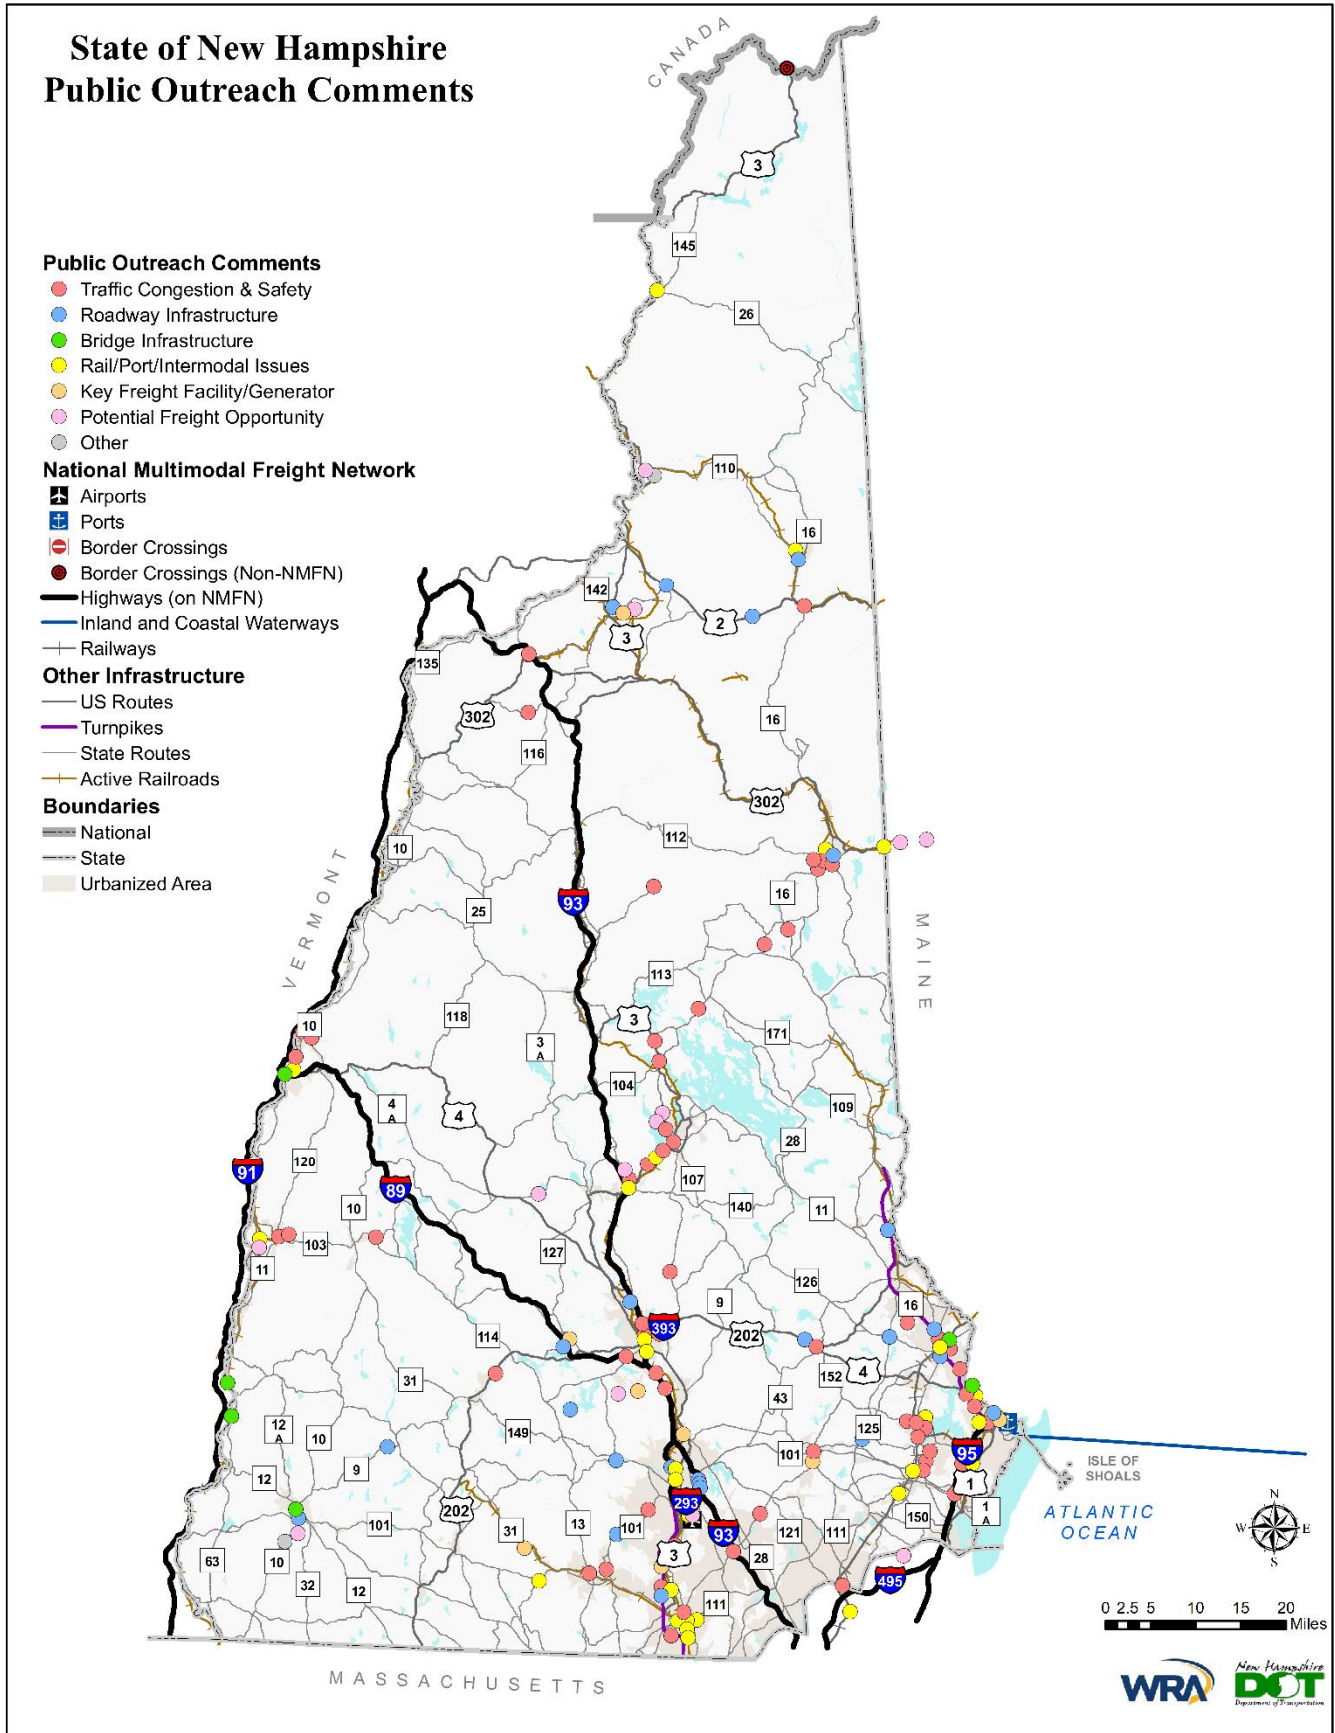 State of New Hampshire
Public Outreach Comments
CANADA
3
145
26
Public Outreach Comments
Traffic Congestion & Safety
Roadway Infrastructure
Bridge Infrastructure
Rail/Port/Intermodal Issues
Key Freight Facility/Generator
Potential Freight Opportunity
Other
National Multimodal Freight Network
Airports
Ports
Border Crossings
Border Crossings (Non-NMFN)
Highways (on NMFN)
Inland and Coastal Waterways
Railways
Other Infrastructure
US Routes
Turnpikes
State Routes
Active Railroads
Boundaries
National
State
Urbanized Area
110
16
142
2
3
135
302
16
116
302
112
10
16
93
25
VERMONT
MAINE
113
3
118
10
171
3
A
104
4
A
4
109
28
120
91
107
89
10
140
11
103
127
11
126
9
16
393
202
114
4
152
31
43
149
12
A
10
125
101
95
9
12
ISLE OF
SHOALS
1
202
293
1
A
ATLANTIC
OCEAN
150
101
31
13
101
93
121
111
28
3
63
10
32
12
495
111
N
W
E
S
0 2.5 5 10 15 20
Miles
MASSACHUSETTS
WRA
New Hampshire
DOT
Department of Transportation